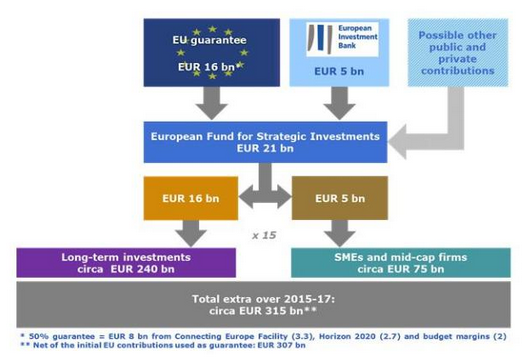 EU guarantee
EUR 16 bn*
European
Investment
Bank
EUR 5 bn
Possible other
public and
private
contributions
European Fund for Strategic Investments
EUR 21 bn
EUR 16 bn
EUR 5 bn
x 15
Long-term investments
circa EUR 240 bn
SMEs and mid-cap firms
circa EUR 75 bn
Total extra over 2015-17:
circa EUR 315 bn**
* 50% guarantee = EUR 8 bn from Connecting Europe Facility (3.3), Horizon 2020 (2.7) and budget margins (2)
** Net of the initial EU contributions used as guarantee: EUR 307 bn